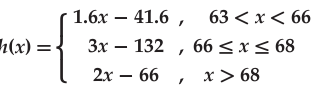 1.6x − 41.6 , 63 < x < 66
h(x) = { 3x − 132 , 66 ≤ x ≤ 68
2x − 66 , x > 68